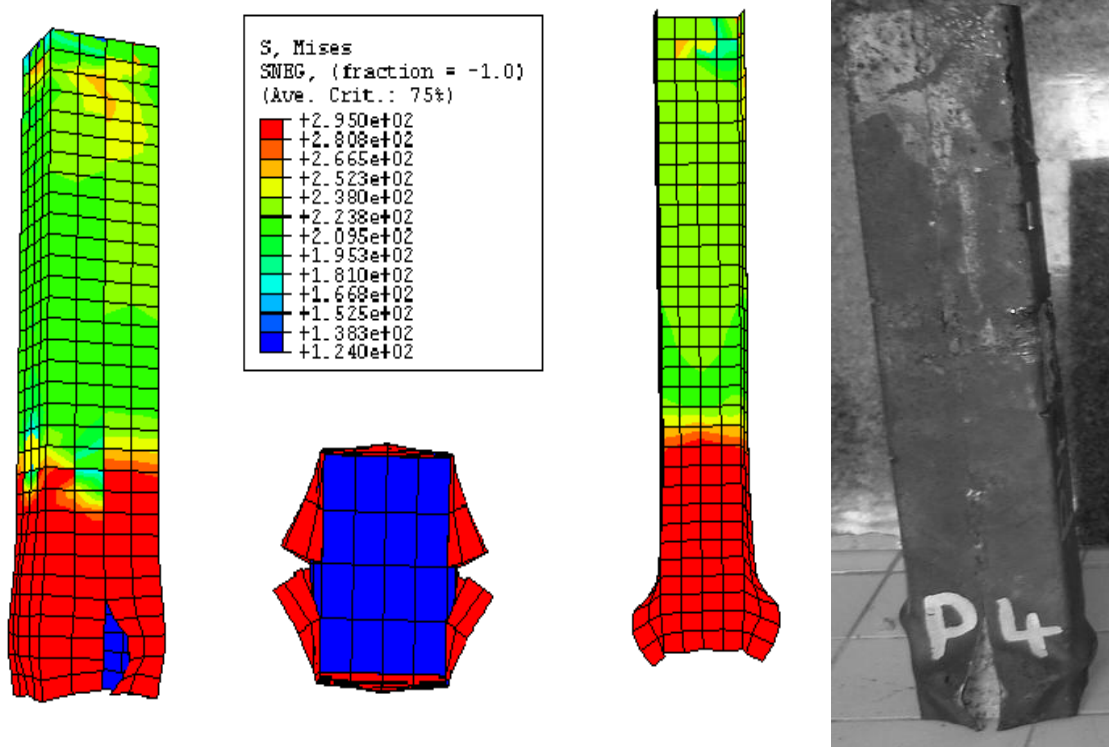 S, Mises
SNEG, (fraction = -1.0)
(Ave. Crit.: 75%)
+2.950e+02
+2.808e+02
+2.665e+02
+2.523e+02
+2.380e+02
+2.238e+02
+2.095e+02
+1.953e+02
+1.810e+02
+1.668e+02
+1.525e+02
+1.383e+02
+1.240e+02
P4